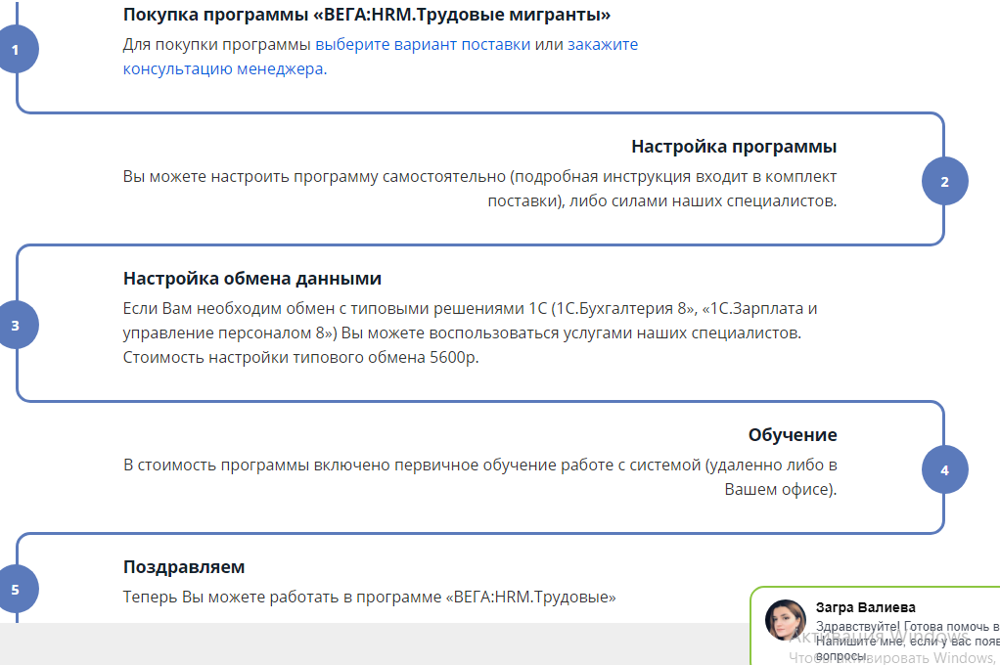 Покупка программы «ВЕГА:HRM.Трудовые мигранты»
1
Для покупки программы выберите вариант поставки или закажите
консультацию менеджера.
Настройка программы
Вы можете настроить программу самостоятельно (подробная инструкция входит в комплект
2
поставки), либо силами наших специалистов.
Настройка обмена данными
Если Вам необходим обмен с типовыми решениями 1С (1С.Бухгалтерия 8», «1С.Зарплата и
3
управление персоналом 8») Вы можете воспользоваться услугами наших специалистов.
Стоимость настройки типового обмена 5600р.
Обучение
В стоимость программы включено первичное обучение работе с системой (удаленно либо в
4
Вашем офисе).
Поздравляем
5
Теперь Вы можете работать в программе «ВЕГА:HRM.Трудовые»
Загра Валиева
Здравствуйте! Готова помочь в
Активация Windows
Напишите мне, если у вас появ
вопросы.
Чтобы активировать Windows,